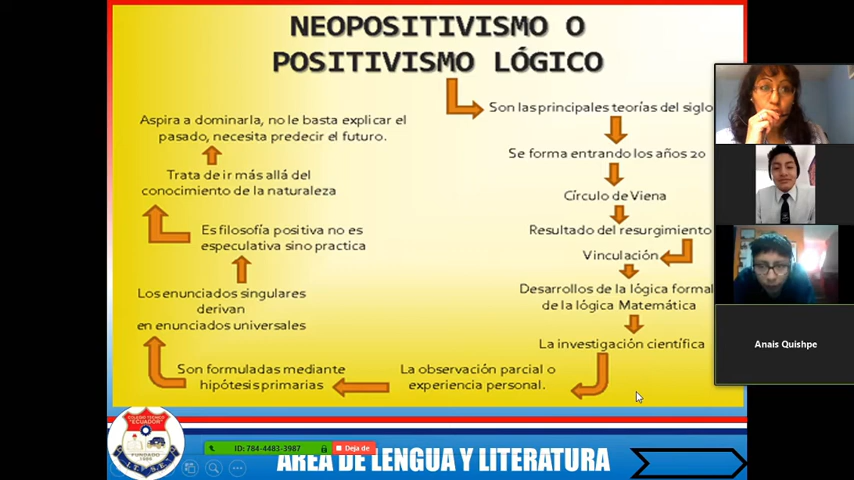 NEOPOSITIVISMO O
POSITIVISMO LÓGICO
Son las principales teorías del siglo
Se forma entrando los años 20
Círculo de Viena
Resultado del resurgimiento
Vinculación
Desarrollos de la lógica formal
de la lógica Matemática
La investigación científica
La observación parcial o
experiencia personal.
Son formuladas mediante
hipótesis primarias
Los enunciados singulares
derivan
en enunciados universales
Es filosofía positiva no es
especulativa sino practica
Trata de ir más allá del
conocimiento de la naturaleza
Aspira a dominarla, no le basta explicar el
pasado, necesita predecir el futuro.
Anais Quishpe
"ECUADOR"
ID: 784-4483-3987
Deja de
ÁREA DE LENGUA Y LITERATURA